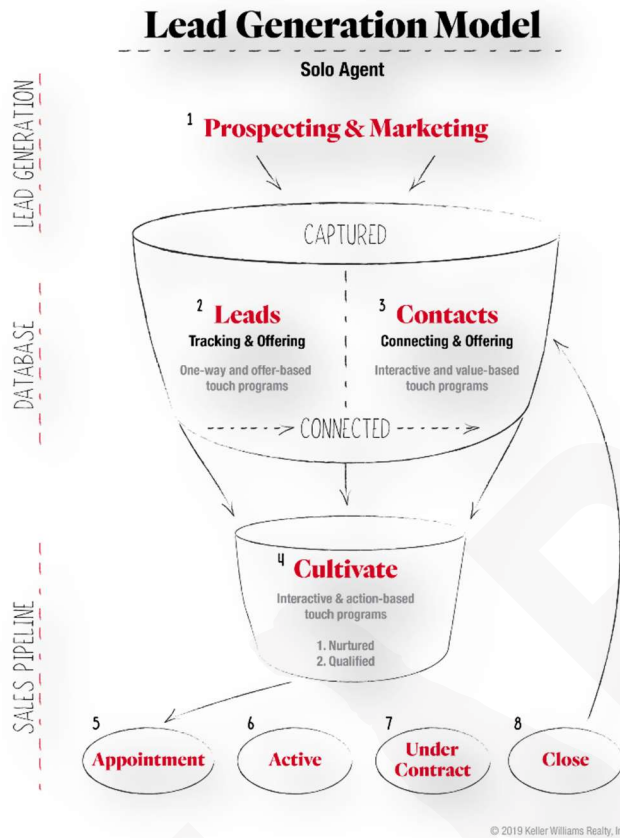 Lead Generation Model
Solo Agent
LEAD GENERATION
1 Prospecting & Marketing
CAPTURED
DATABASE
2 Leads
Tracking & Offering
One-way and offer-based
touch programs
3 Contacts
Connecting & Offering
Interactive and value-based
touch programs
CONNECTED
SALES PIPELINE
4 Cultivate
Interactive & action-based
touch programs
1. Nurtured
2. Qualified
5 Appointment
6 Active
7 Under
Contract
8 Close
© 2019 Keller Williams Realty,